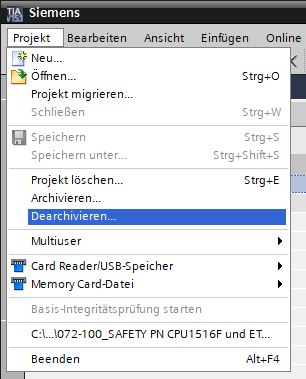 TIA
V15.1
Siemens
Projekt Bearbeiten Ansicht Einfügen Online
Neu...
Öffnen... Strg+O
Projekt migrieren...
Schließen Strg+W
Speichern Strg+S
Speichern unter... Strg+Shift+S
Projekt löschen... Strg+E
Archivieren...
Dearchivieren...
Multiuser
Card Reader/USB-Speicher
Memory Card-Datei
Basis-Integritätsprüfung starten
C:\...\072-100_SAFETY PN CPU1516F und ET...
Beenden Alt+F4